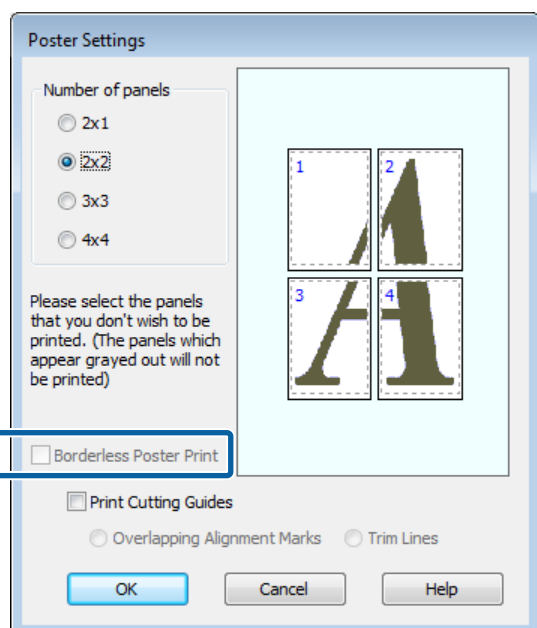 Poster Settings
Number of panels
2x1
2x2
3x3
4x4
Please select the panels
that you don't wish to be
printed. (The panels which
appear grayed out will not
be printed)
1 2
3 4
Borderless Poster Print
Print Cutting Guides
Overlapping Alignment Marks Trim Lines
OK Cancel Help